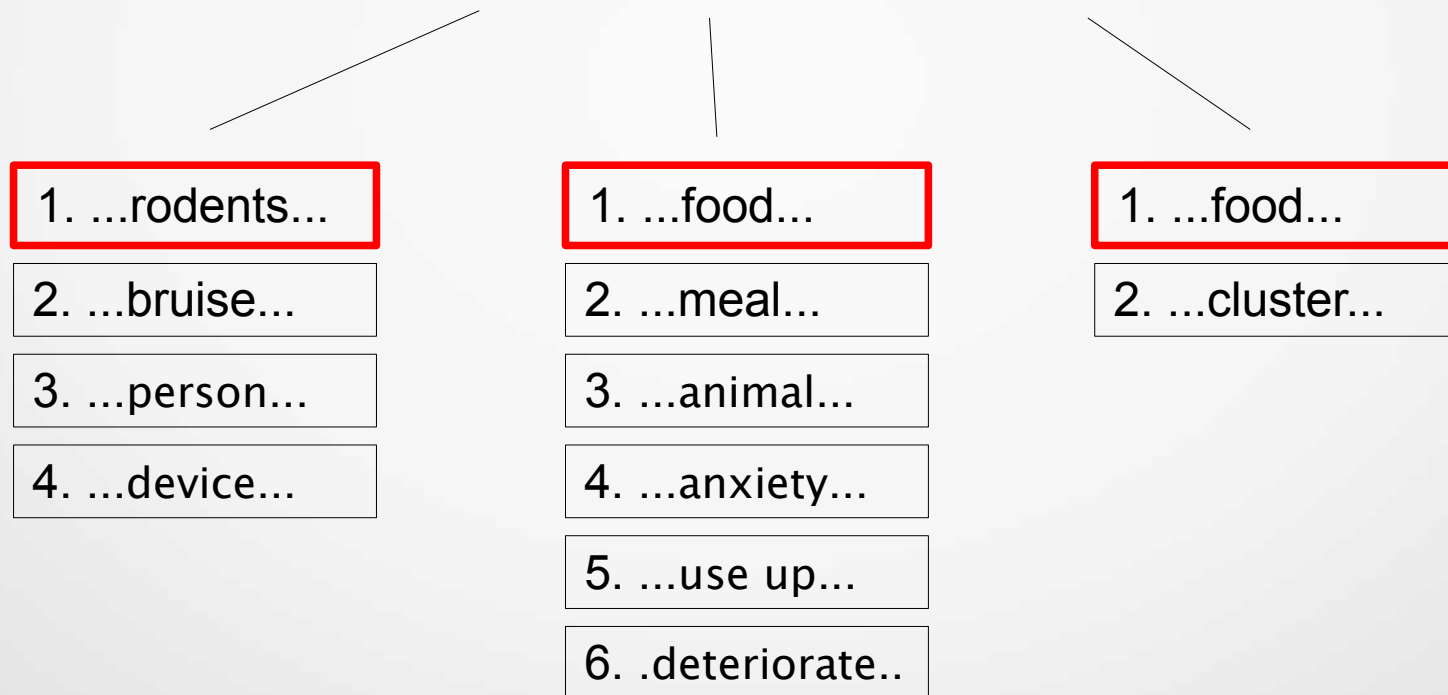 1. ...rodents...
2. ...bruise...
3. ...person...
4. ...device...
1. ...food...
2. ...meal...
3. ...animal...
4. ...anxiety...
5. ...use up...
6. .deteriorate..
1. ...food...
2. ...cluster...